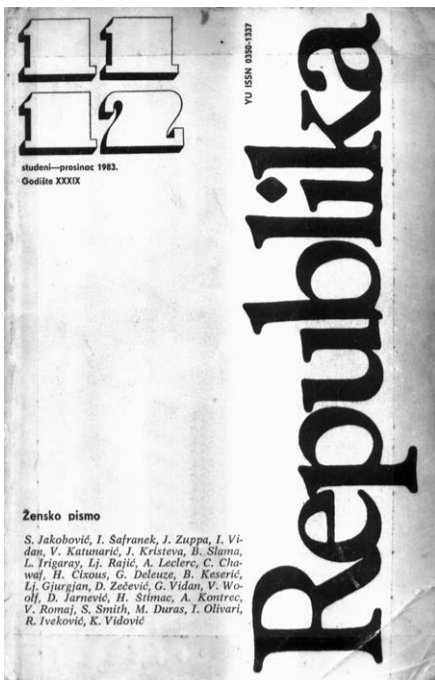 11
12
studeni—prosinac 1983.
Godište XXXIX
YU ISSN 0350-1337
Republika
Žensko pismo
S. Jakobović, I. Šafranek, J. Zuppa, I. Vi-
dan, V. Katunarić, J. Kristeva, B. Slama,
L. Irigaray, Lj. Rajić, A. Leclerc, C. Cha-
waf, H. Cixous, G. Deleuze, B. Keserić,
Lj. Gjurgjan, D. Zečević, G. Vidan, V. Wo-
olf, D. Jarnević, H. Štimac, A. Kontrec,
V. Romaj, S. Smith, M. Duras, I. Olivari,
R. Iveković, K. Vidović